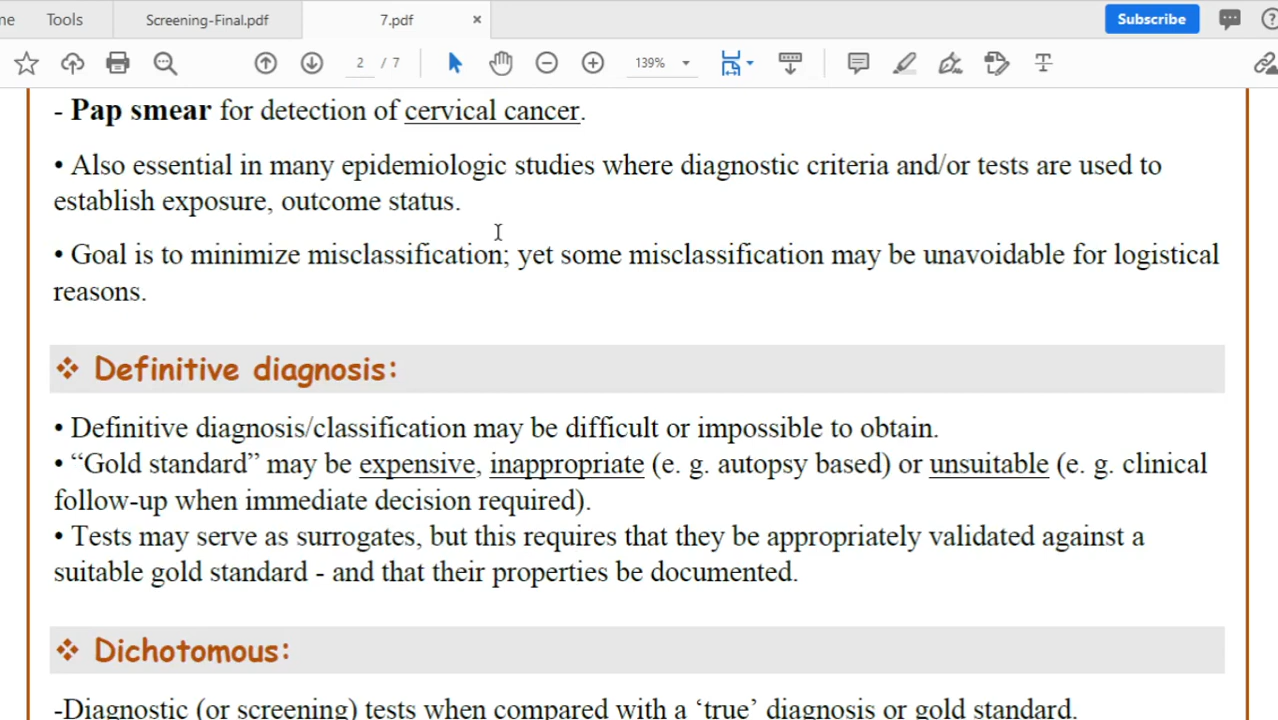 me Tools Screening-Final.pdf 7.pdf × Subscribe
2 / 7 139%
- Pap smear for detection of cervical cancer.
• Also essential in many epidemiologic studies where diagnostic criteria and/or tests are used to
establish exposure, outcome status.
• Goal is to minimize misclassification; yet some misclassification may be unavoidable for logistical
reasons.
❖ Definitive diagnosis:
• Definitive diagnosis/classification may be difficult or impossible to obtain.
• “Gold standard” may be expensive, inappropriate (e. g. autopsy based) or unsuitable (e. g. clinical
follow-up when immediate decision required).
• Tests may serve as surrogates, but this requires that they be appropriately validated against a
suitable gold standard - and that their properties be documented.
❖ Dichotomous:
-Diagnostic (or screening) tests when compared with a ‘true’ diagnosis or gold standard.